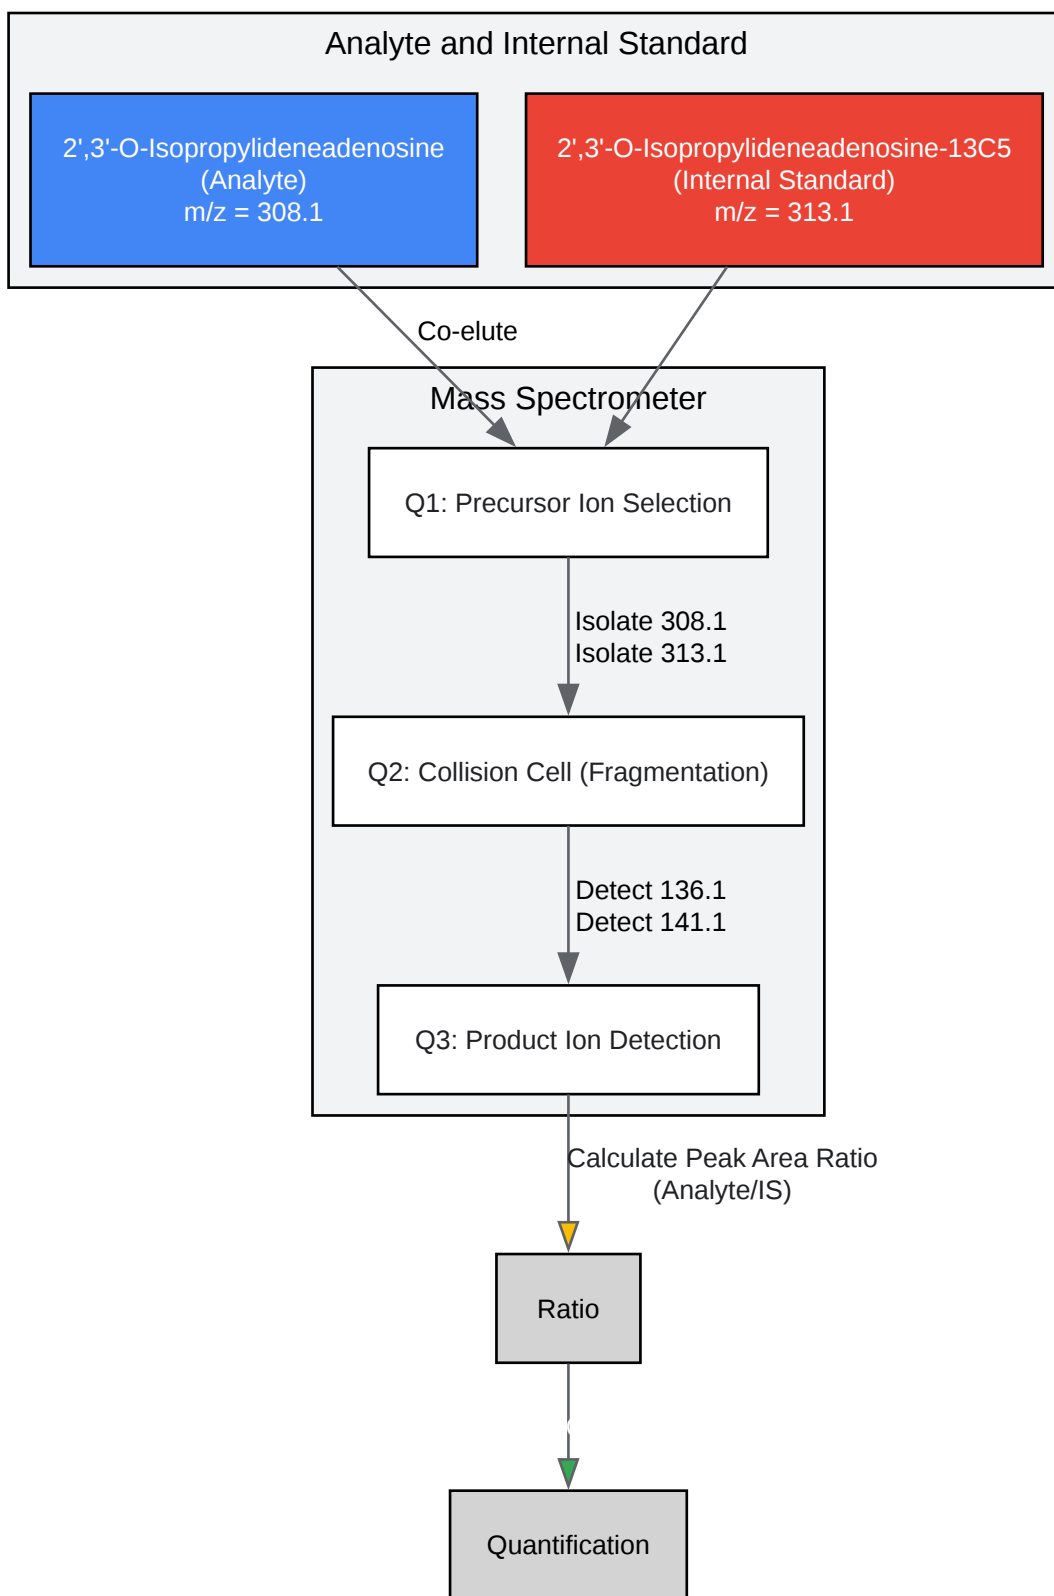 Analyte and Internal Standard
2',3'-O-Isopropylideneadenosine
(Analyte)
m/z = 308.1
2',3'-O-Isopropylideneadenosine-13C5
(Internal Standard)
m/z = 313.1
Co-elute
Mass Spectrometer
Q1: Precursor Ion Selection
Isolate 308.1
Isolate 313.1
Q2: Collision Cell (Fragmentation)
Detect 136.1
Detect 141.1
Q3: Product Ion Detection
Calculate Peak Area Ratio
(Analyte/IS)
Ratio
Quantification